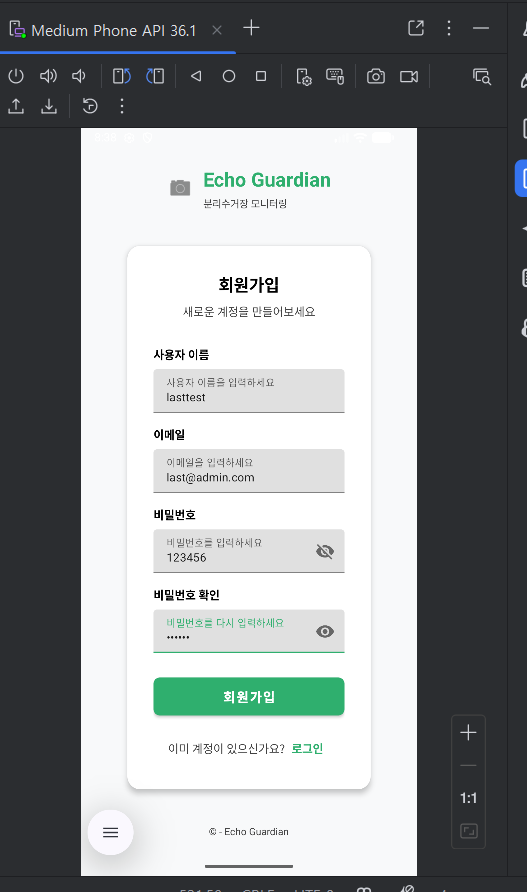 Medium Phone API 36.1
Echo Guardian
분리수거장 모니터링
회원가입
새로운 계정을 만들어보세요
사용자 이름
사용자 이름을 입력하세요
lasttest
이메일
이메일을 입력하세요
last@admin.com
비밀번호
비밀번호를 입력하세요
123456
비밀번호 확인
비밀번호를 다시 입력하세요
••••••
회원가입
이미 계정이 있으신가요? 로그인
1:1
© - Echo Guardian